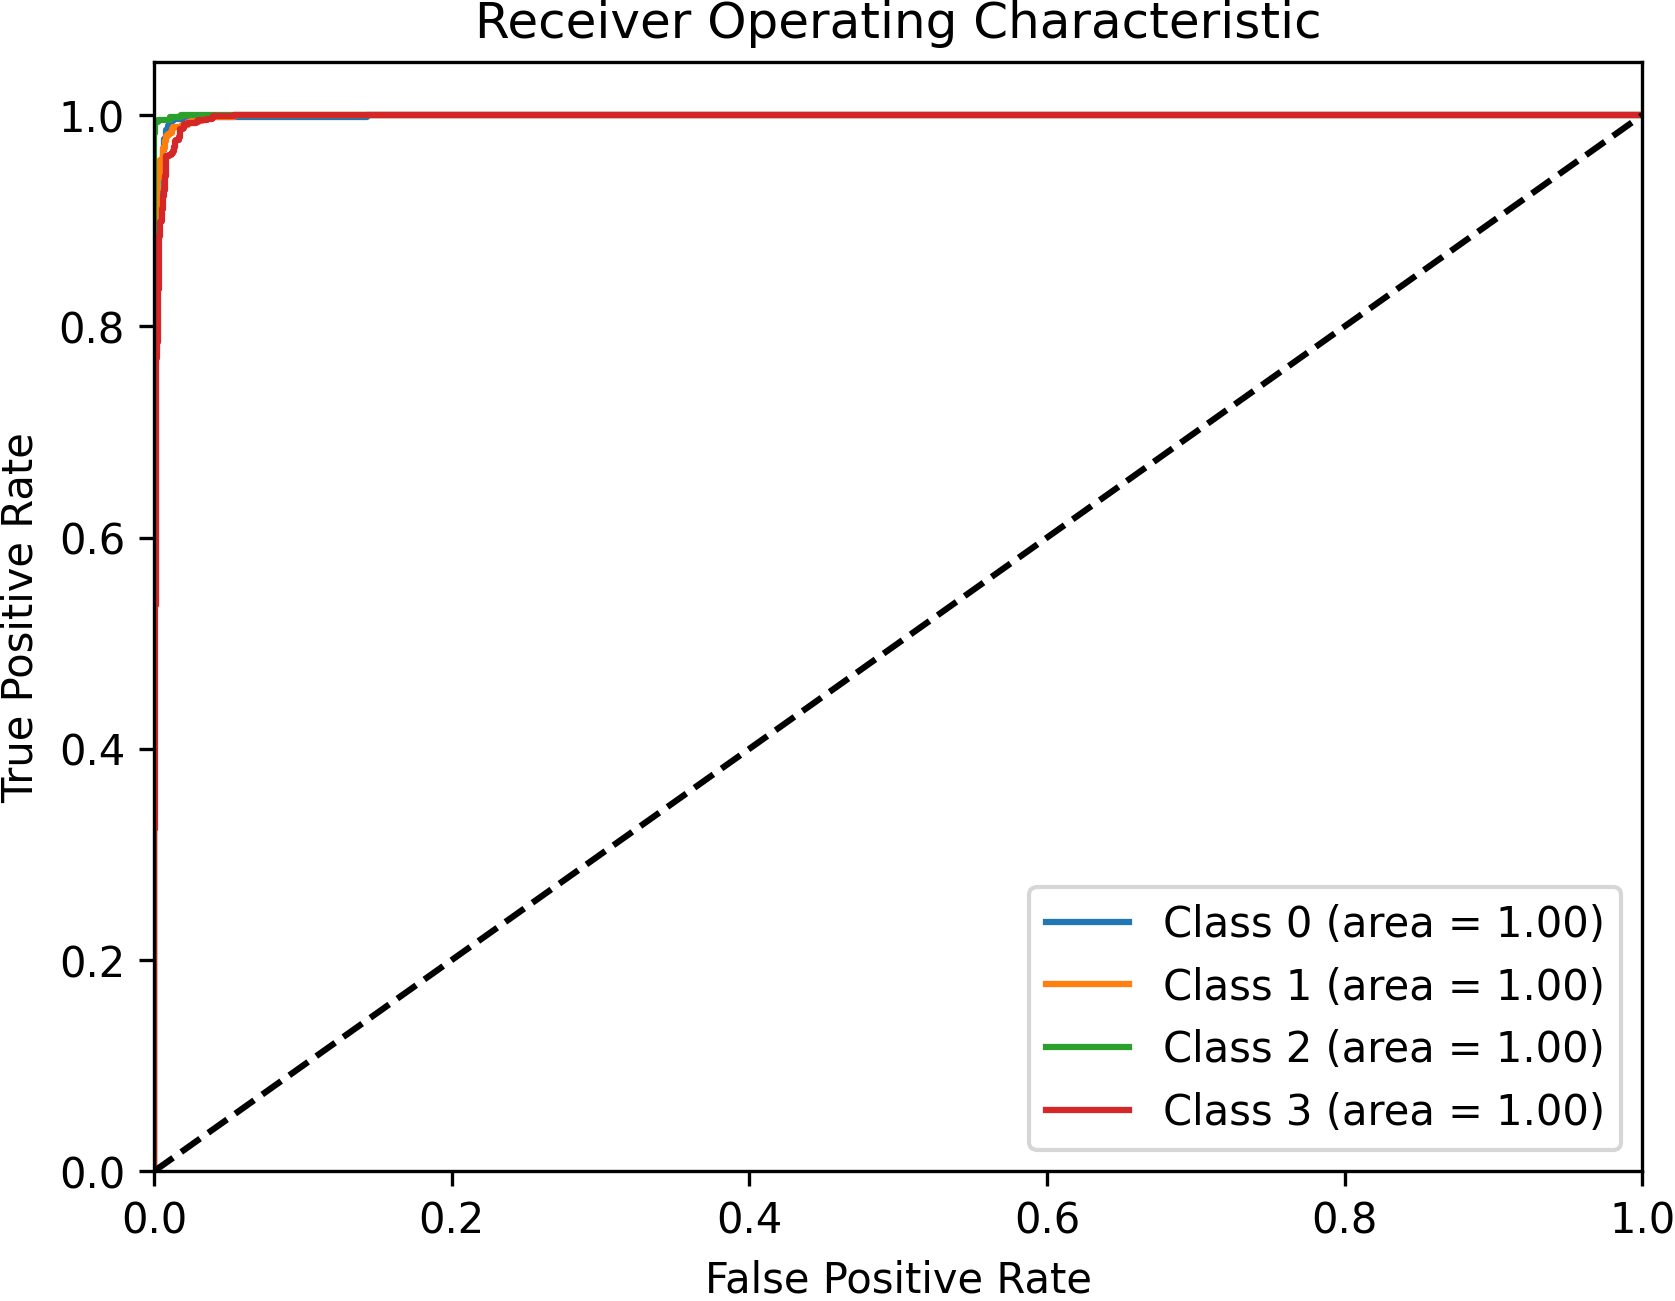 Receiver Operating Characteristic
True Positive Rate
1.0
0.8
0.6
0.4
0.2
0.0
0.0 0.2 0.4 0.6 0.8 1.0
False Positive Rate
Class 0 (area = 1.00)
Class 1 (area = 1.00)
Class 2 (area = 1.00)
Class 3 (area = 1.00)